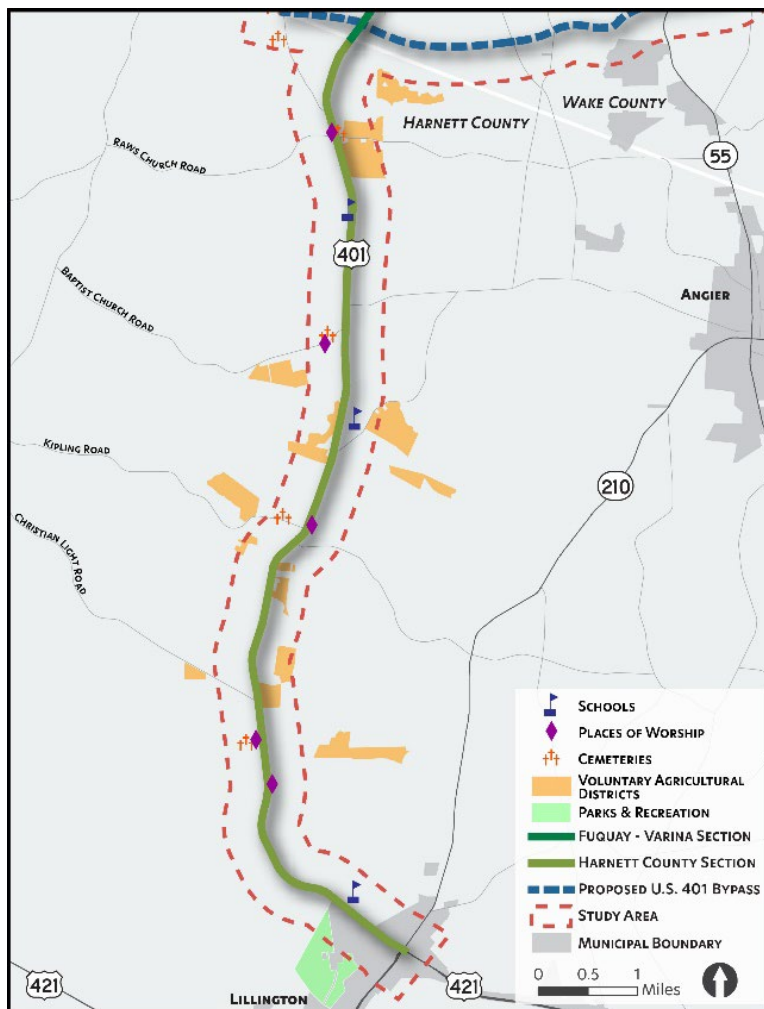 WAKE COUNTY
HARNETT COUNTY
RAWS CHURCH ROAD
55
401
BAPTIST CHURCH ROAD
ANGIER
KIPLING ROAD
210
CHRISTIAN LIGHT ROAD
SCHOOLS
PLACES OF WORSHIP
CEMETERIES
VOLUNTARY AGRICULTURAL
DISTRICTS
PARKS & RECREATION
FUQUAY - VARINA SECTION
HARNETT COUNTY SECTION
PROPOSED U.S. 401 BYPASS
STUDY AREA
MUNICIPAL BOUNDARY
0 0.5 1
MILES
421
LILLINGTON
421